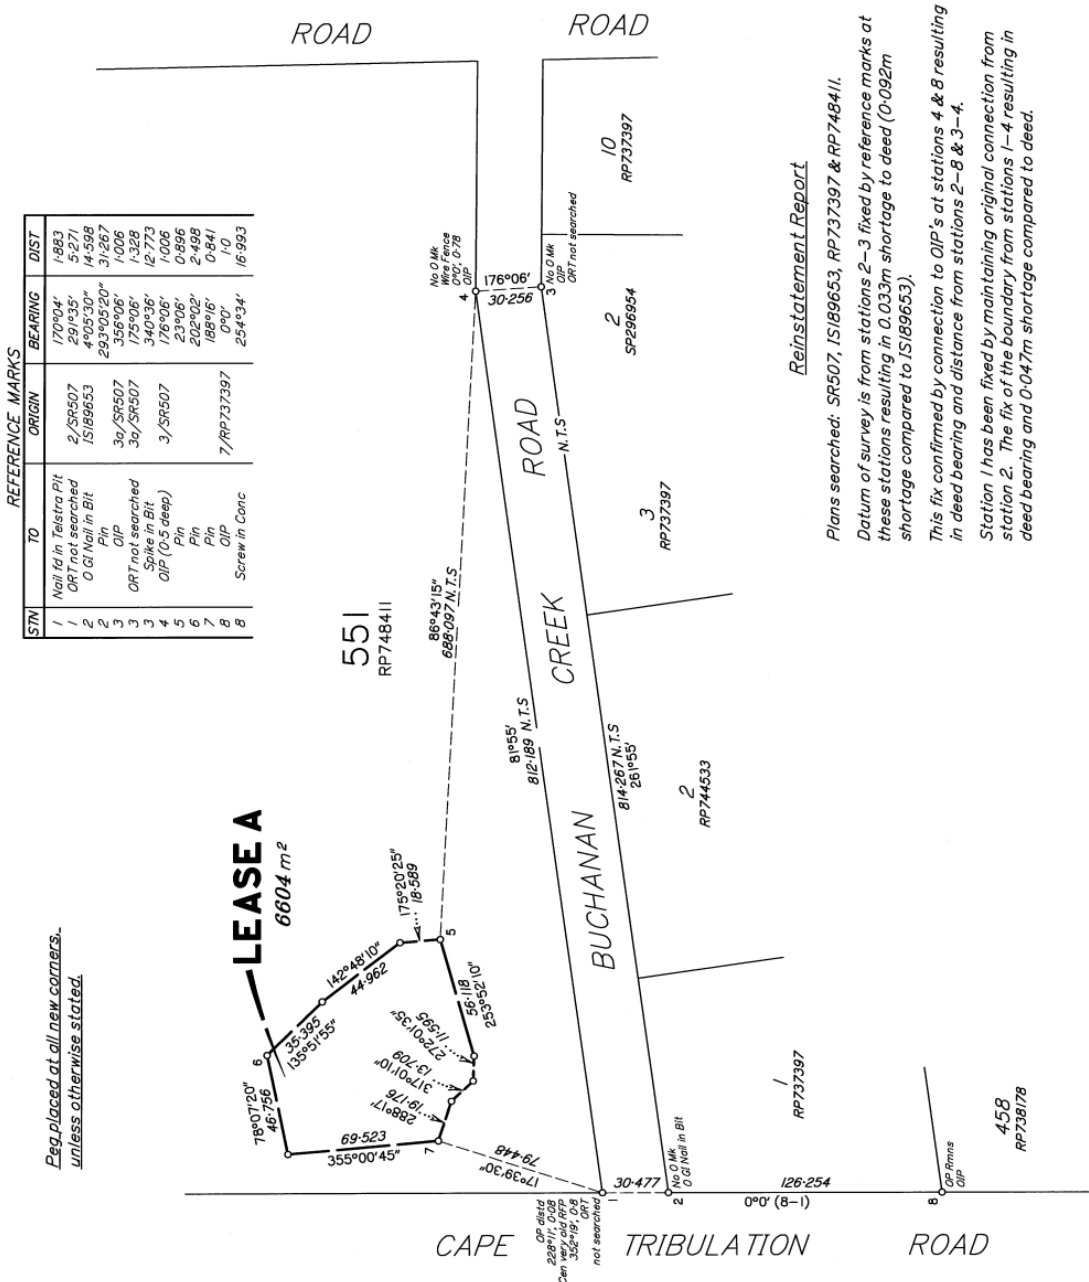 ROAD
ROAD
REFERENCE MARKS
STN TO ORIGIN BEARING DIST
1 Nail fd in Telstra Pit 170°04' 1·883
1 ORT not searched 2/SR507 291°35' 5·271
2 O GI Nail in Bit IS189653 4°05'30" 14·598
2 Pin 293°05'20" 31·267
3 OIP 3a/SR507 356°06' 1·006
3 ORT not searched 3a/SR507 175°06' 1·328
3 Spike in Bit 340°36' 12·773
4 OIP (0·5 deep) 3/SR507 176°06' 1·006
5 Pin 23°06' 0·896
6 Pin 202°02' 2·498
7 Pin 188°16' 0·841
8 OIP 7/RP737397 0°0' 1·0
8 Screw in Conc 254°34' 16·993
Peg placed at all new corners,
unless otherwise stated.
LEASE A
6604 m²
551
RP748411
No O Mk
Wire Fence
0°0', 0·78
OIP
4
176°06'
30·256
3
No O Mk
OIP
ORT not searched
10
RP737397
2
SP296954
3
RP737397
2
RP744533
1
RP737397
458
RP738178
86°43'15"
688·097 N.T.S
81°55'
812·189 N.T.S
814·267 N.T.S
261°55'
N.T.S
BUCHANAN CREEK ROAD
6
78°07'20"
46·756
35·395
135°51'55"
142°48'10"
44·962
175°20'25"
18·589
5
56·118
253°52'10"
272°01'35"
11·595
317°01'10"
13·709
288°17'
19·176
69·523
355°00'45"
7
17°39'30"
79·448
OP distd
228°11', 0·08
Cen very old RFP
352°19', 0·8
ORT
not searched
1
30·477
2
No O Mk
O GI Nail in Bit
126·254
0°0' (8-1)
8
OP Rmns
OIP
CAPE TRIBULATION ROAD
Reinstatement Report
Plans searched: SR507, IS189653, RP737397 & RP748411.
Datum of survey is from stations 2-3 fixed by reference marks at
these stations resulting in 0.033m shortage to deed (0·092m
shortage compared to IS189653).
This fix confirmed by connection to OIP's at stations 4 & 8 resulting
in deed bearing and distance from stations 2-8 & 3-4.
Station 1 has been fixed by maintaining original connection from
station 2. The fix of the boundary from stations 1-4 resulting in
deed bearing and 0·047m shortage compared to deed.